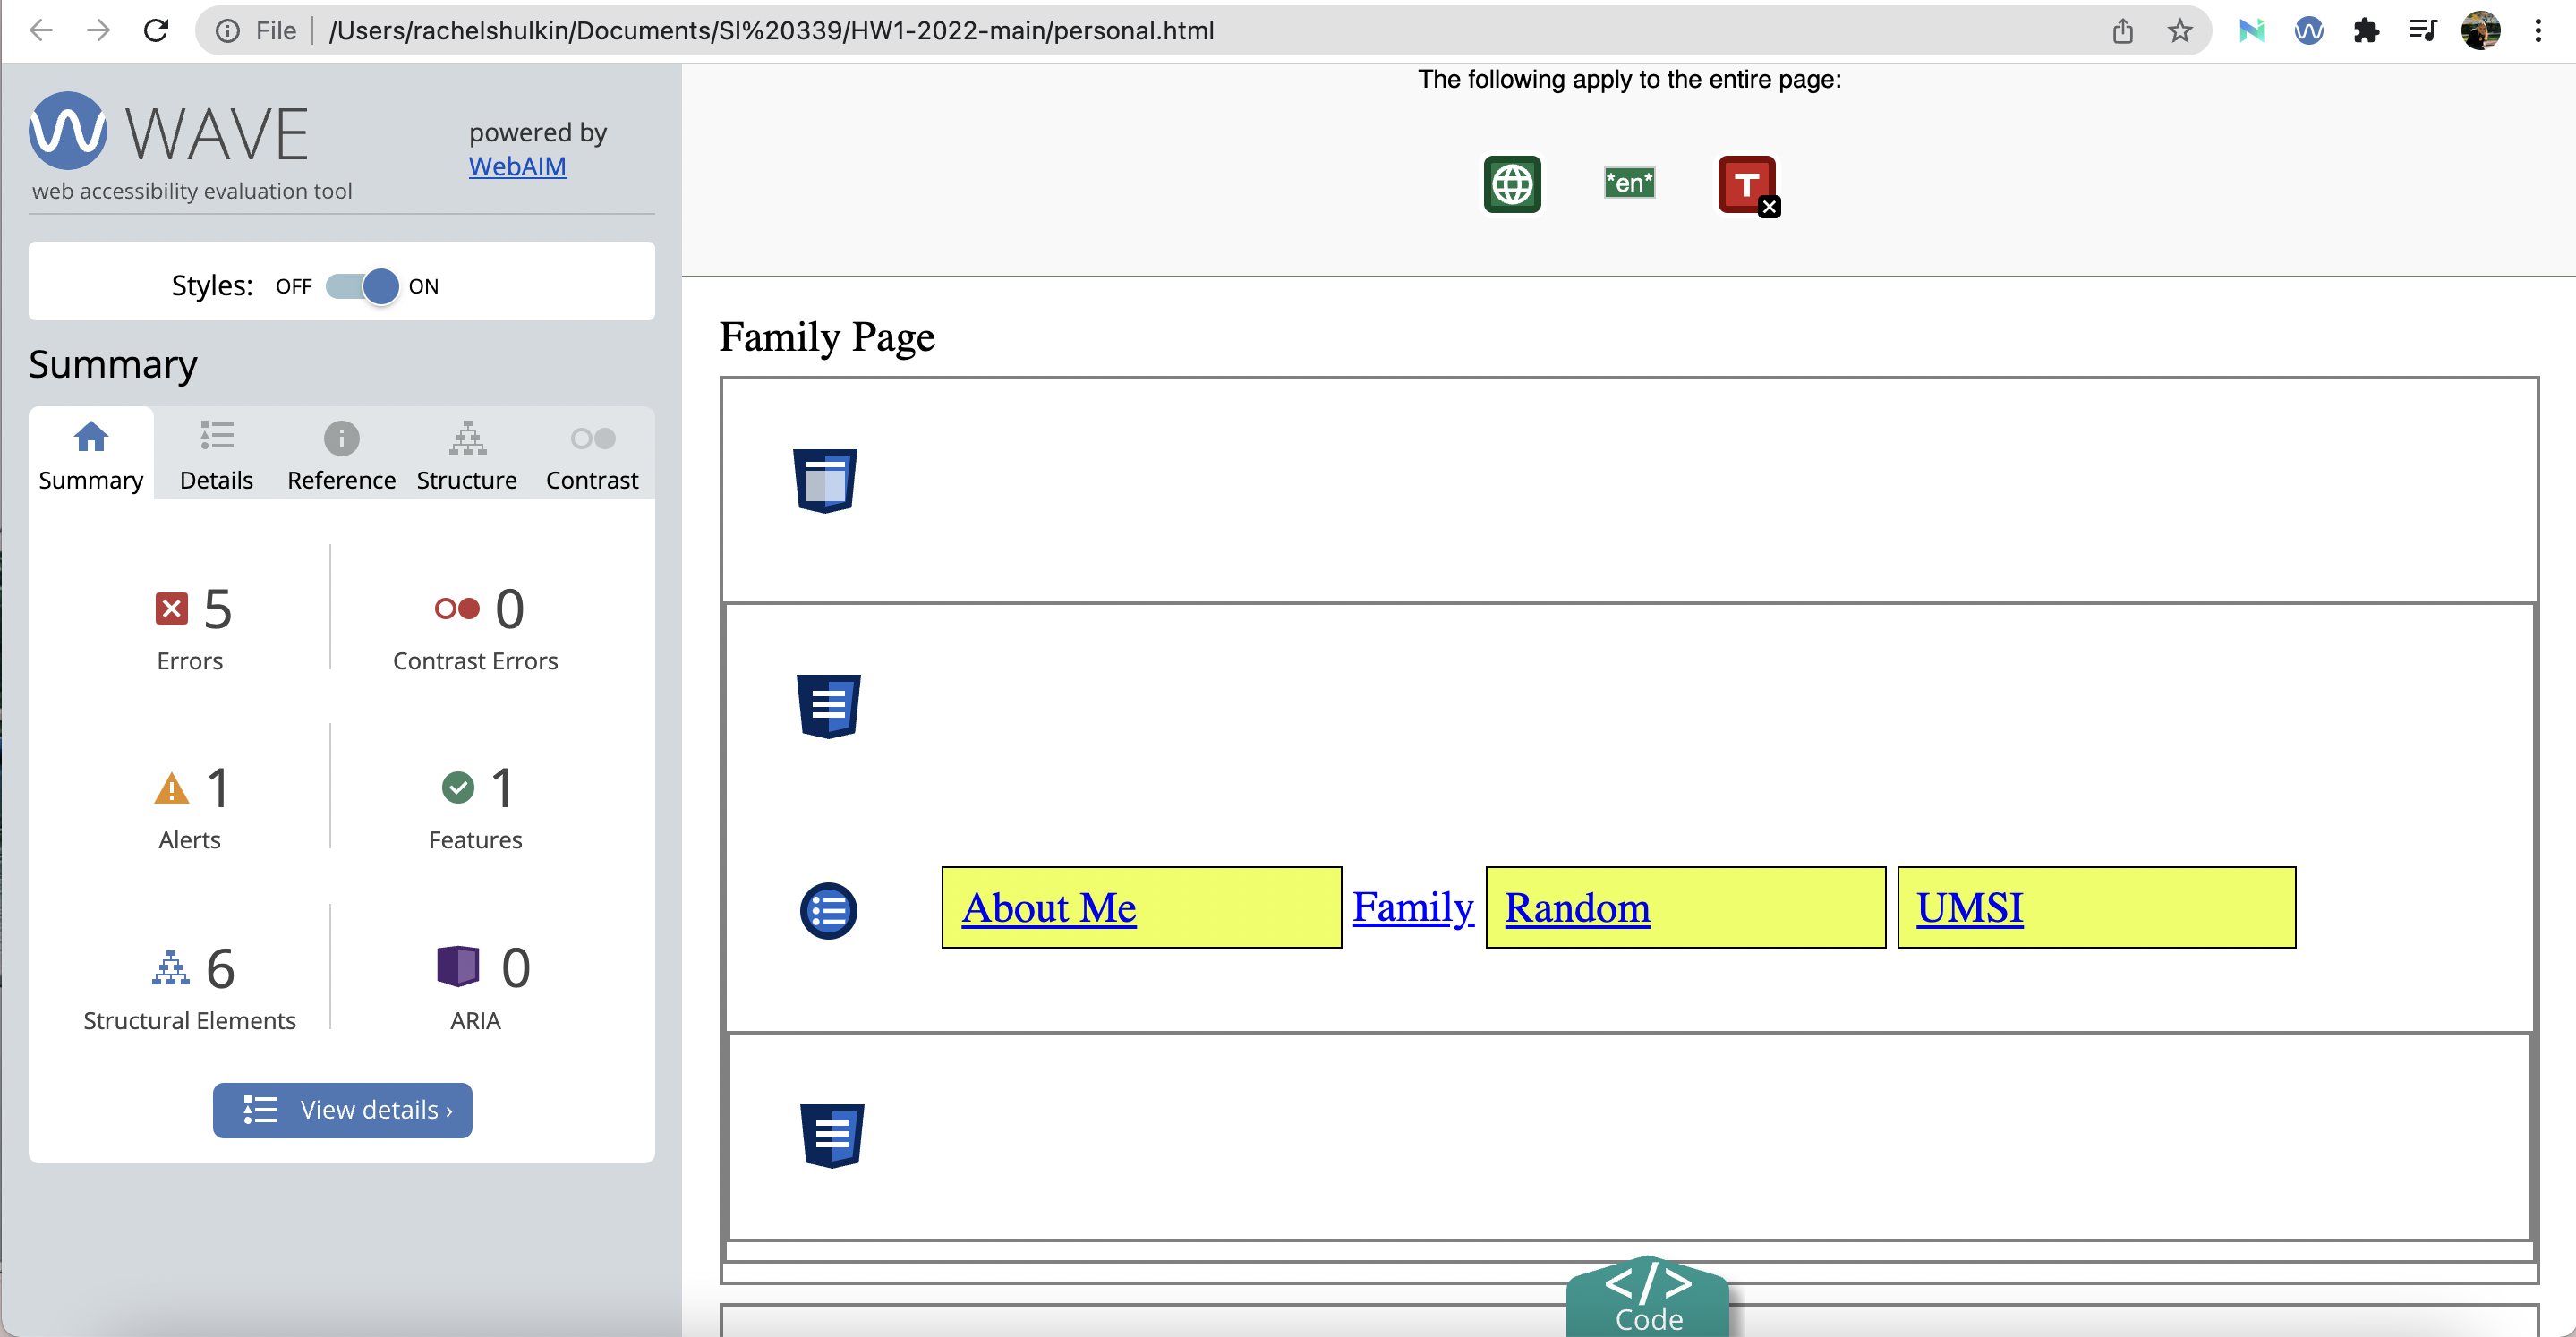 File | /Users/rachelshulkin/Documents/SI%20339/HW1-2022-main/personal.html
WAVE
powered by
WebAIM
web accessibility evaluation tool
Styles: OFF ON
Summary
Summary Details Reference Structure Contrast
5 0
Errors Contrast Errors
1 1
Alerts Features
6 0
Structural Elements ARIA
View details ›
The following apply to the entire page:
*en* T
Family Page
About Me Family Random UMSI
</>
Code